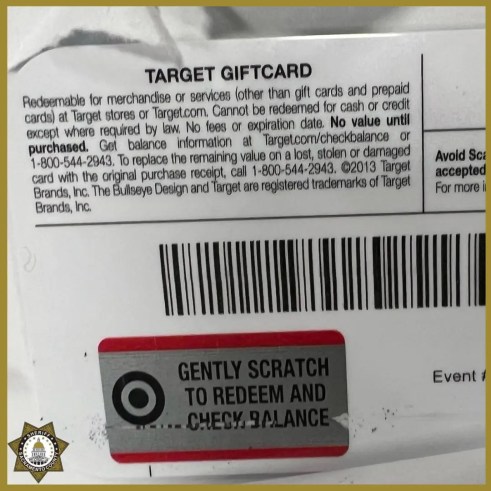 TARGET GIFTCARD
Redeemable for merchandise or services (other than gift cards and prepaid
cards) at Target stores or Target.com. Cannot be redeemed for cash or credit
except where required by law. No fees or expiration date. No value until
purchased. Get balance information at Target.com/checkbalance or
1-800-544-2943. To replace the remaining value on a lost, stolen or damaged
card with the original purchase receipt, call 1-800-544-2943. ©2013 Target
Brands, Inc. The Bullseye Design and Target are registered trademarks of Target
Brands, Inc.
Avoid Sca
accepted
For more i
GENTLY SCRATCH
TO REDEEM AND
CHECK BALANCE
Event #
SHERIFF
SACRAMENTO COUNTY